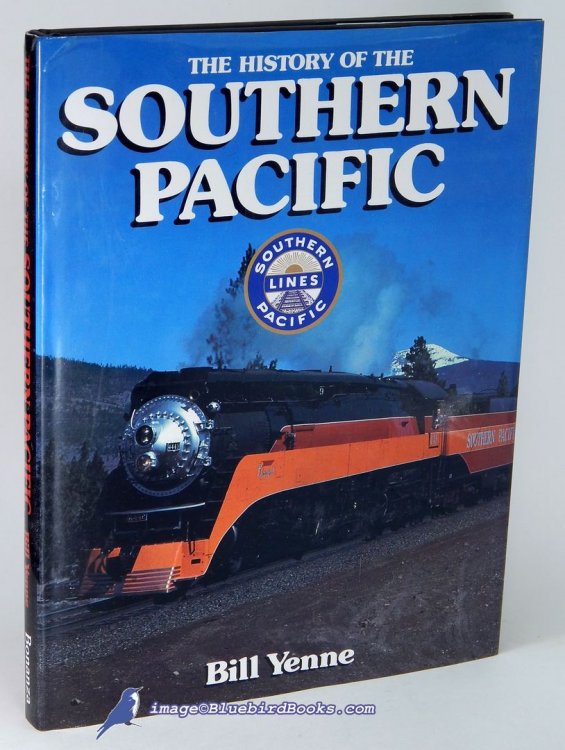 THE HISTORY OF THE
SOUTHERN
PACIFIC
SOUTHERN
LINES
PACIFIC
SOUTHERN PACIFIC
Bill Yenne
THE HISTORY OF THE SOUTHERN PACIFIC Bill Yenne Bonanza
image©BluebirdBooks.com